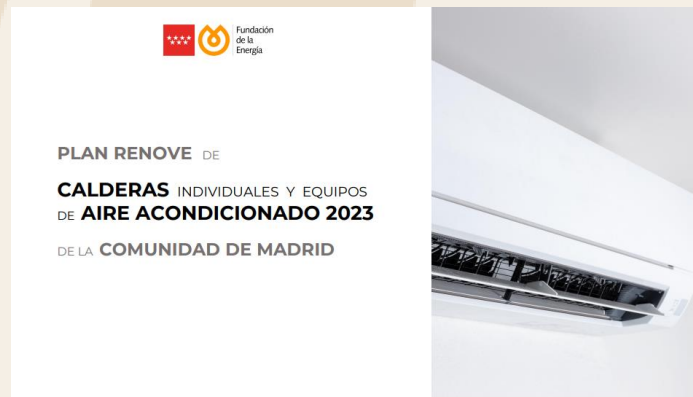 Fundación
de la
Energía
PLAN RENOVE DE
CALDERAS INDIVIDUALES Y EQUIPOS
DE AIRE ACONDICIONADO 2023
DE LA COMUNIDAD DE MADRID